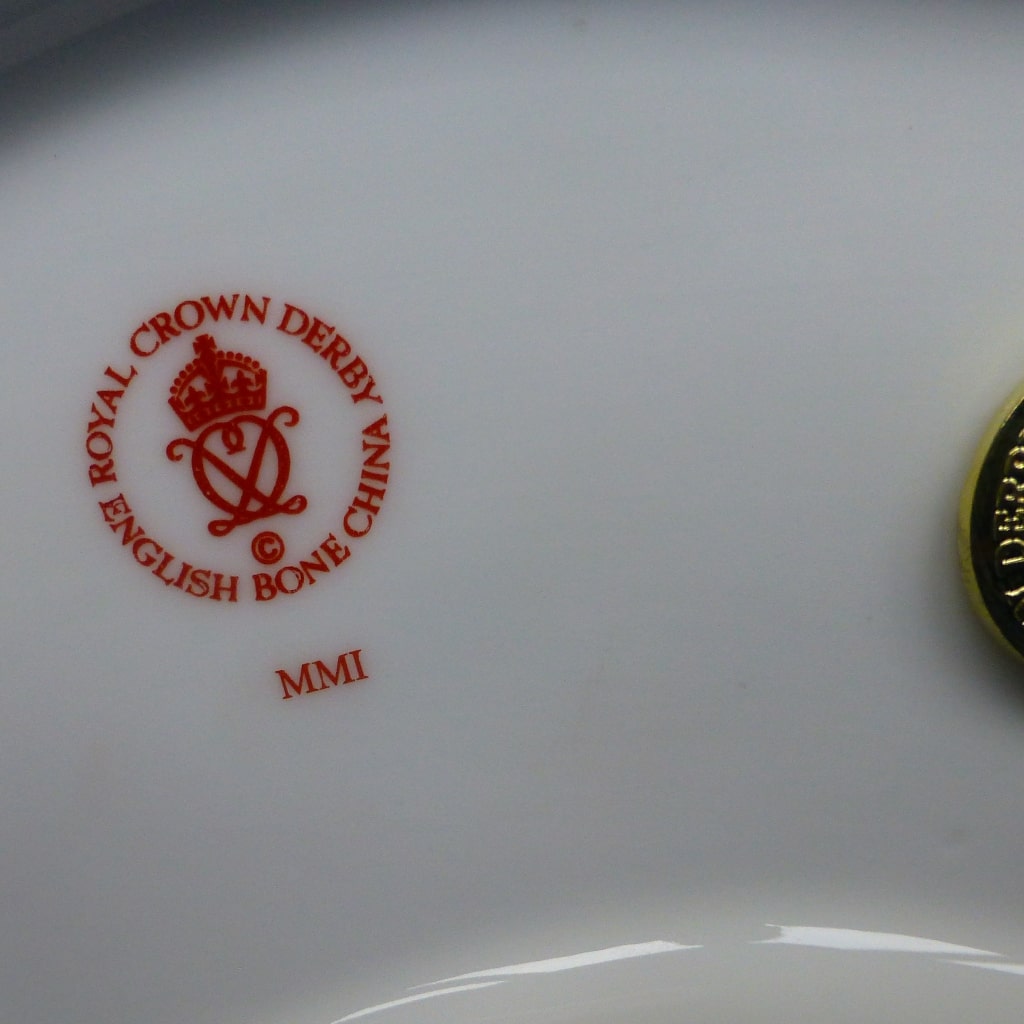 ROYAL CROWN DERBY
ENGLISH BONE CHINA
©
MMI